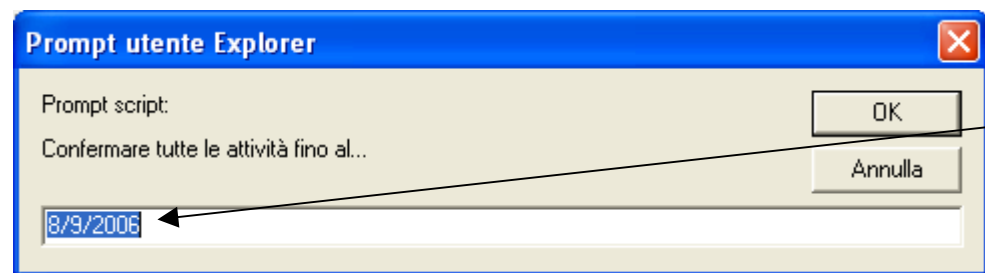 Prompt utente Explorer
Prompt script:
OK
Confermare tutte le attività fino al...
Annulla
8/9/2006